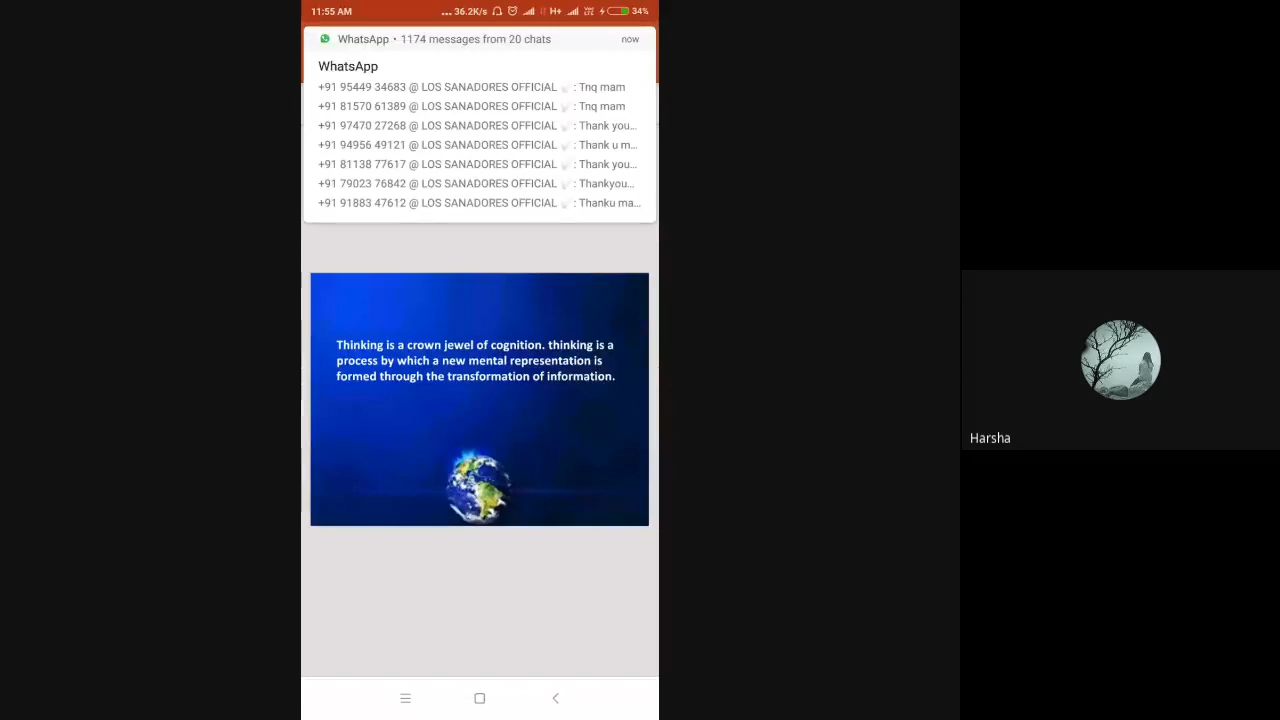 11:55 AM
... 36.2K/s H+ VoLTE 34%
WhatsApp • 1174 messages from 20 chats now
WhatsApp
+91 95449 34683 @ LOS SANADORES OFFICIAL : Tnq mam
+91 81570 61389 @ LOS SANADORES OFFICIAL : Tnq mam
+91 97470 27268 @ LOS SANADORES OFFICIAL : Thank you...
+91 94956 49121 @ LOS SANADORES OFFICIAL : Thank u m...
+91 81138 77617 @ LOS SANADORES OFFICIAL : Thank you...
+91 79023 76842 @ LOS SANADORES OFFICIAL : Thankyou...
+91 91883 47612 @ LOS SANADORES OFFICIAL : Thanku ma...
Thinking is a crown jewel of cognition. thinking is a
process by which a new mental representation is
formed through the transformation of information.
Harsha